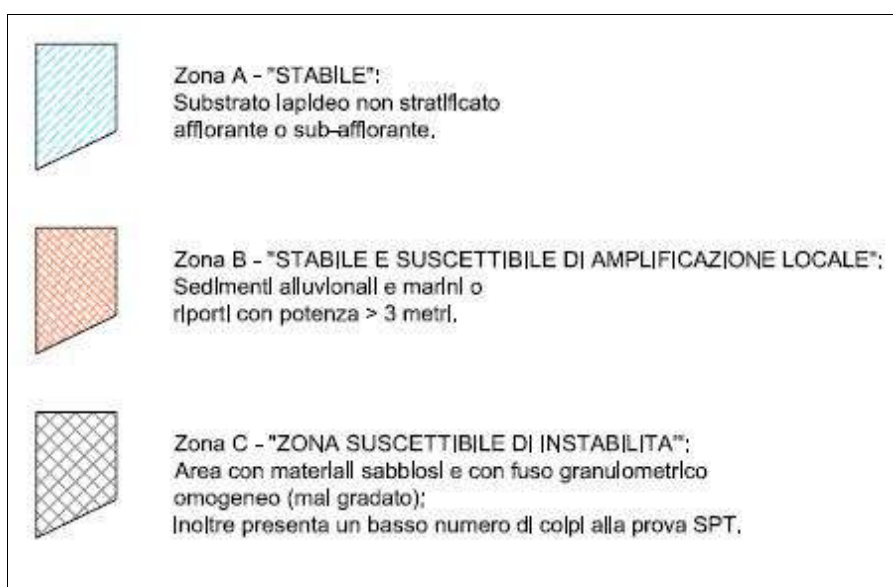 Zona A - "STABILE":
Substrato lapideo non stratificato
affiorante o sub-affiorante.
Zona B - "STABILE E SUSCETTIBILE DI AMPLIFICAZIONE LOCALE":
Sedimenti alluvionali e marini o
riporti con potenza > 3 metri.
Zona C - "ZONA SUSCETTIBILE DI INSTABILITA'":
Area con materiali sabbiosi e con fuso granulometrico
omogeneo (mal gradato);
Inoltre presenta un basso numero di colpi alla prova SPT.